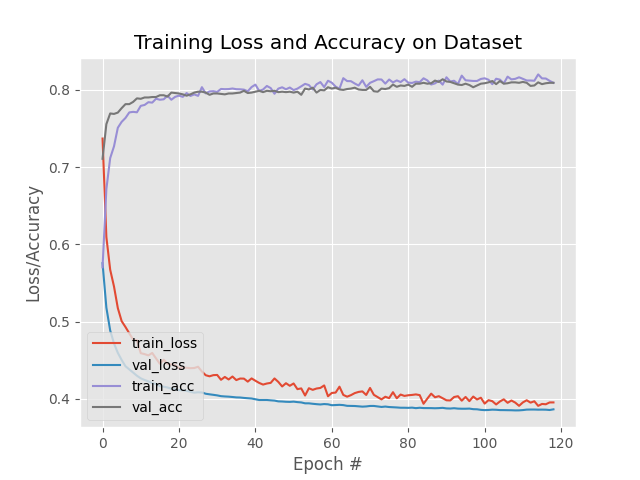 Training Loss and Accuracy on Dataset
Loss/Accuracy
0.8
0.7
0.6
0.5
0.4
train_loss
val_loss
train_acc
val_acc
0 20 40 60 80 100 120
Epoch #